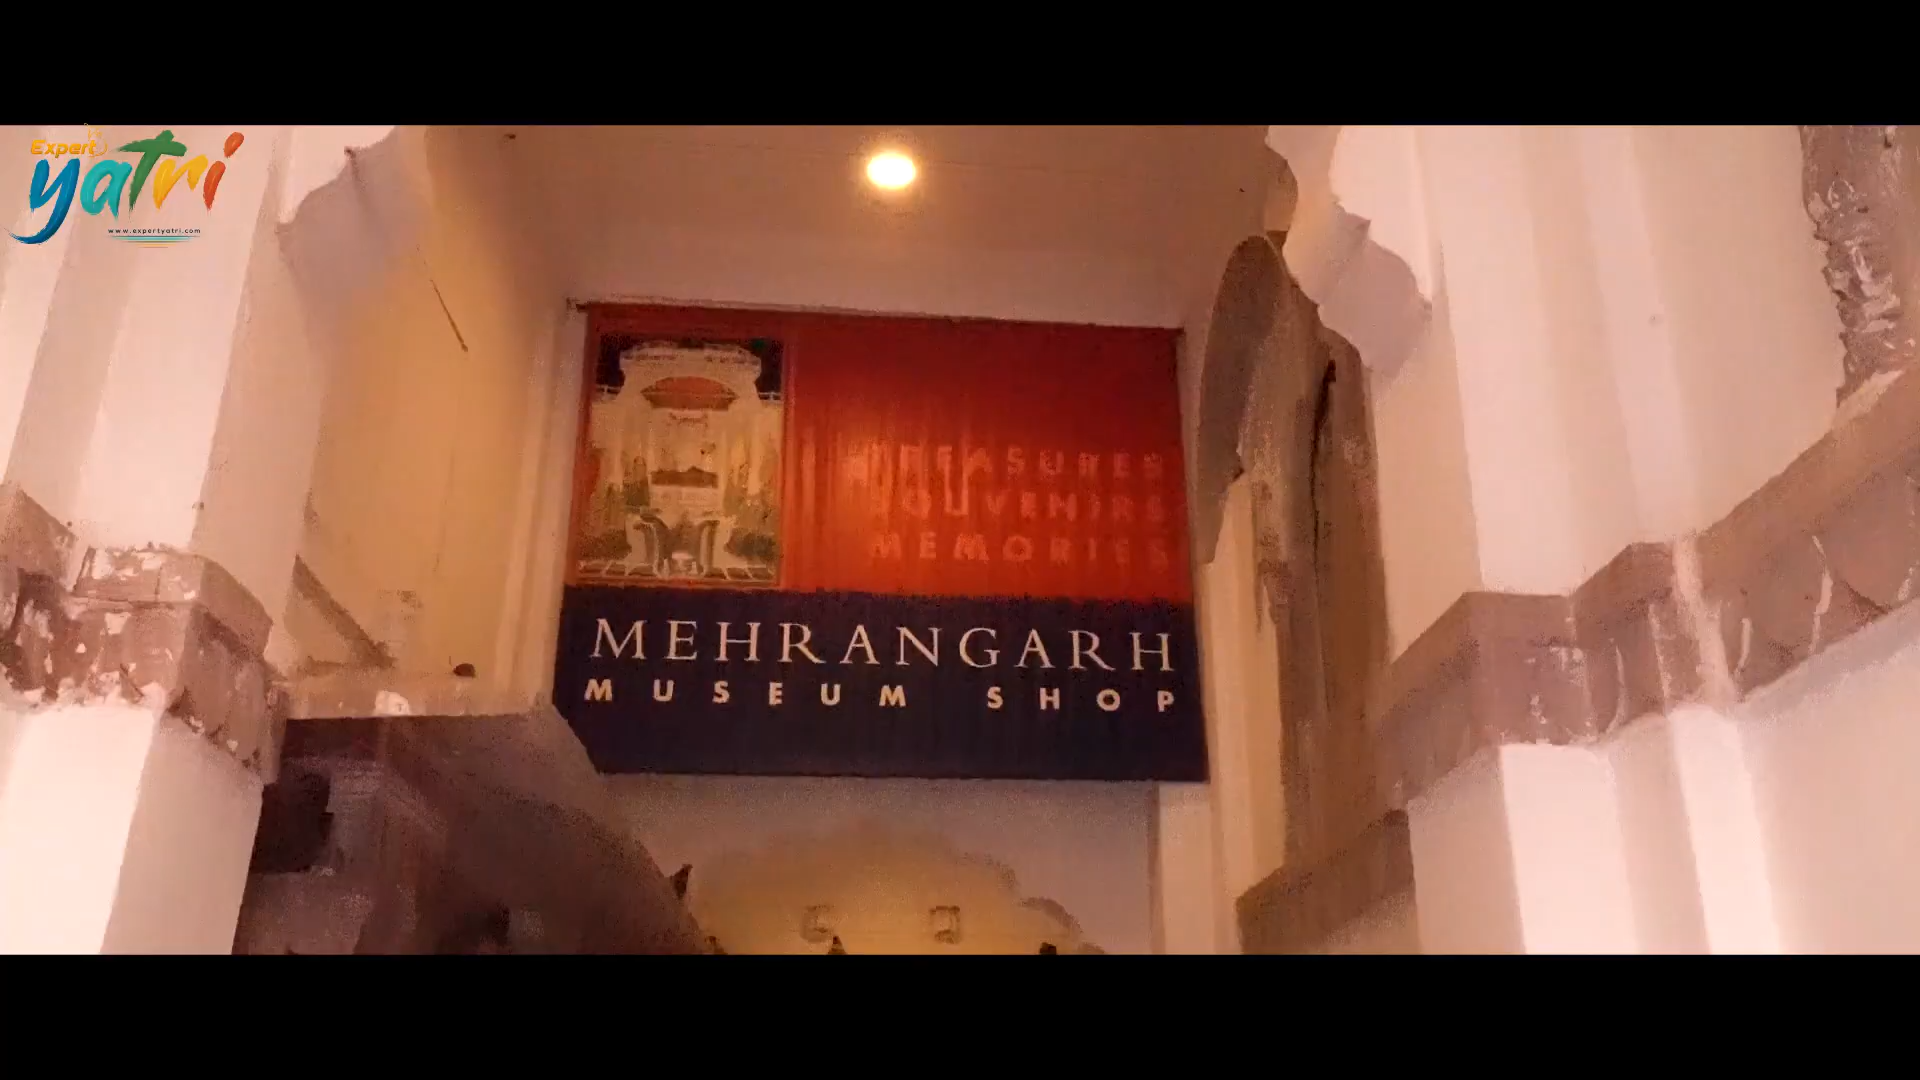 Expert
yatri
www.expertyatri.com
TREASURES
SOUVENIRS
MEMORIES
MEHRANGARH
MUSEUM SHOP